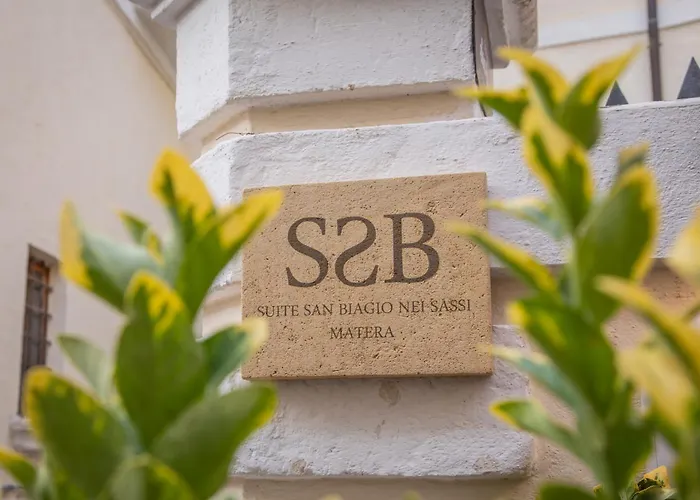 SSB
SUITE SAN BIAGIO NEI SASSI
MATERA